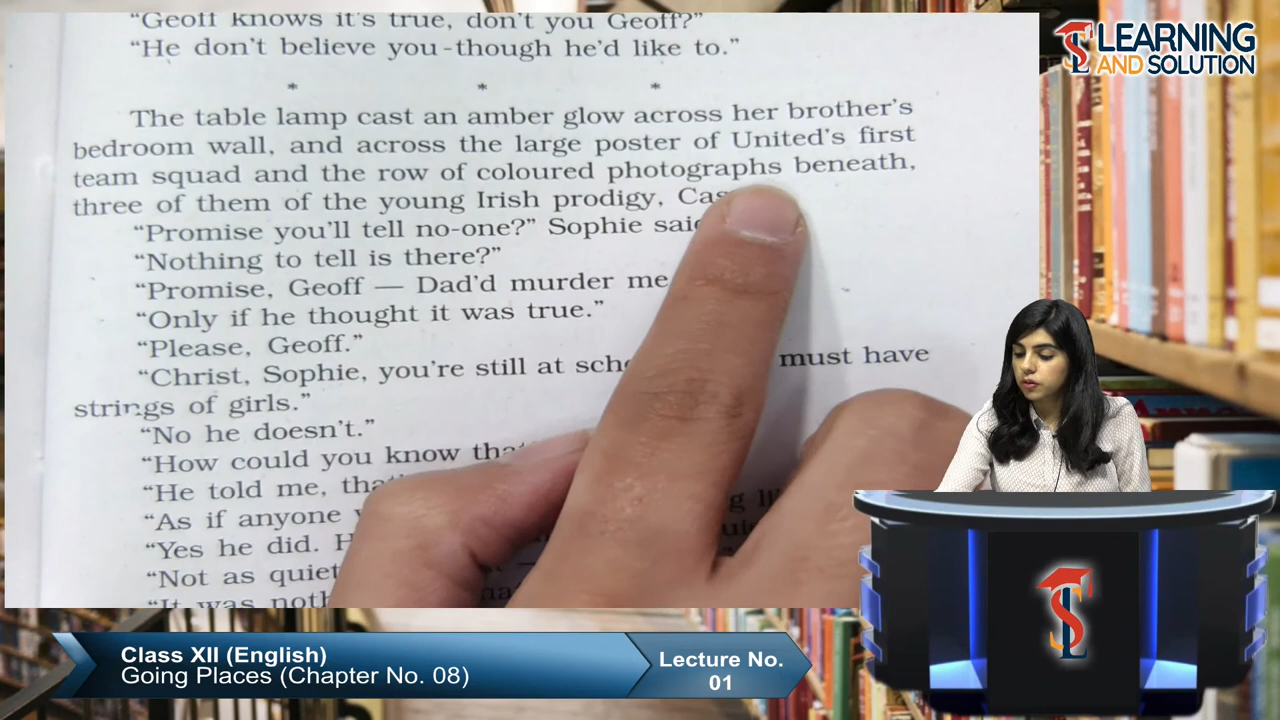 "Geoff knows it's true, don't you Geoff?"
"He don't believe you-though he'd like to."
* * *
The table lamp cast an amber glow across her brother's
bedroom wall, and across the large poster of United's first
team squad and the row of coloured photographs beneath,
three of them of the young Irish prodigy,
"Promise you'll tell no-one?" Sophie
"Nothing to tell is there?"
"Promise, Geoff — Dad'd murder me
"Only if he thought it was true."
"Please, Geoff."
"Christ, Sophie, you're still at must have
strings of girls."
"No he doesn't."
"How could you know
"He told me,
"As if anyone
"Yes he did.
"Not as
"It was
LEARNING
AND SOLUTION
Class XII (English)
Going Places (Chapter No. 08)
Lecture No.
01